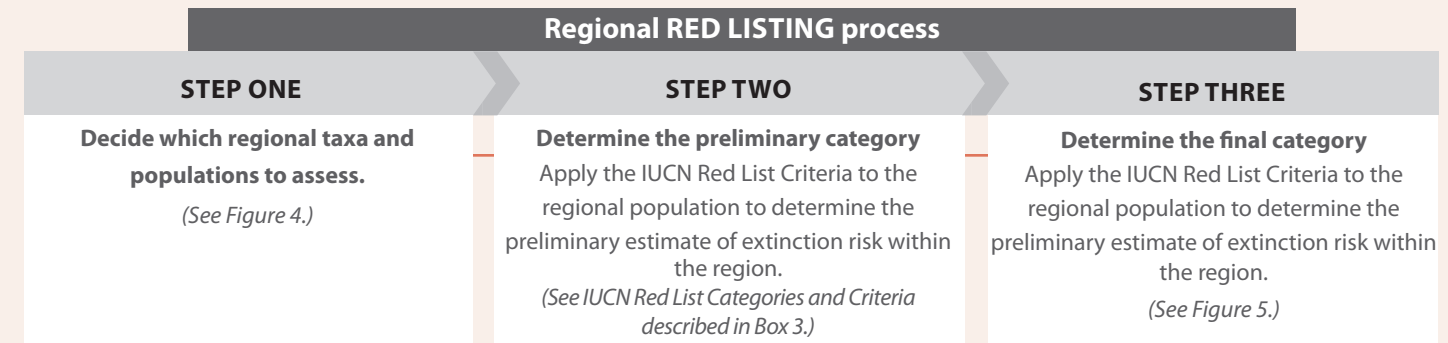 Regional RED LISTING process
STEP ONE
Decide which regional taxa and
populations to assess.
(See Figure 4.)
STEP TWO
Determine the preliminary category
Apply the IUCN Red List Criteria to the
regional population to determine the
preliminary estimate of extinction risk within
the region.
(See IUCN Red List Categories and Criteria
described in Box 3.)
STEP THREE
Determine the final category
Apply the IUCN Red List Criteria to the
regional population to determine the
preliminary estimate of extinction risk within
the region.
(See Figure 5.)